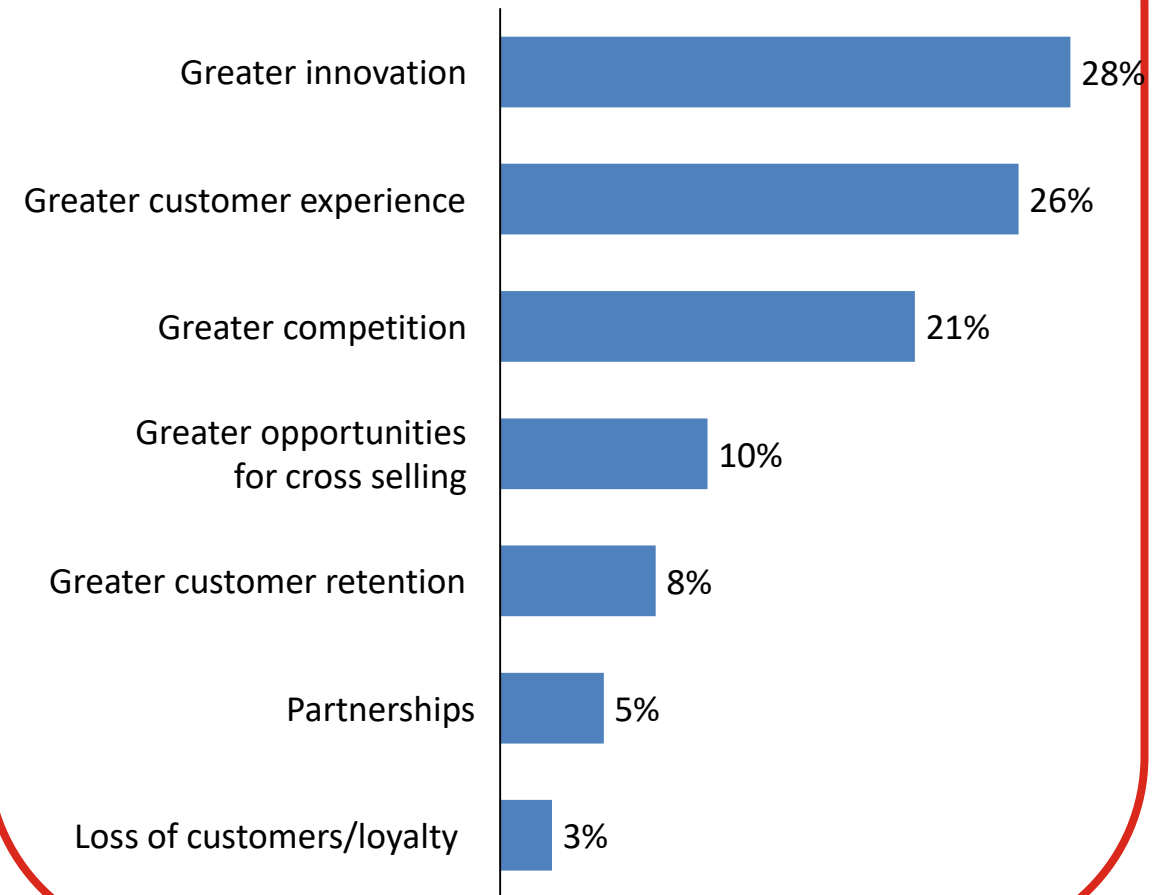 Greater innovation 28%
Greater customer experience 26%
Greater competition 21%
Greater opportunities
for cross selling 10%
Greater customer retention 8%
Partnerships 5%
Loss of customers/loyalty 3%